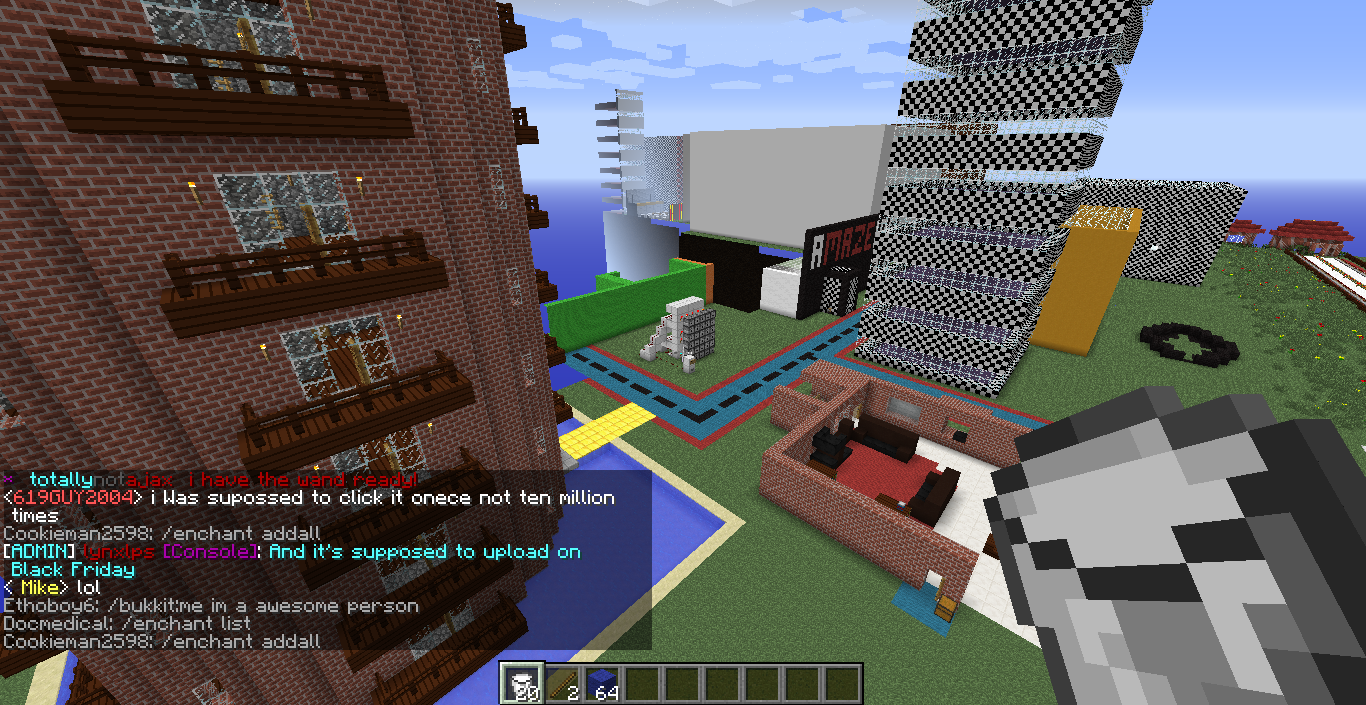 AMAZE
* totallynotajax i have the wand ready!
<619GUY2004> i Was supossed to click it onece not ten million
times
Cookieman2598: /enchant addall
[ADMIN] lynxlps [Console]: And it's supposed to upload on
Black Friday
< Mike> lol
Ethoboy6: /bukkit:me im a awesome person
Docmedical: /enchant list
Cookieman2598: /enchant addall
20 2 64